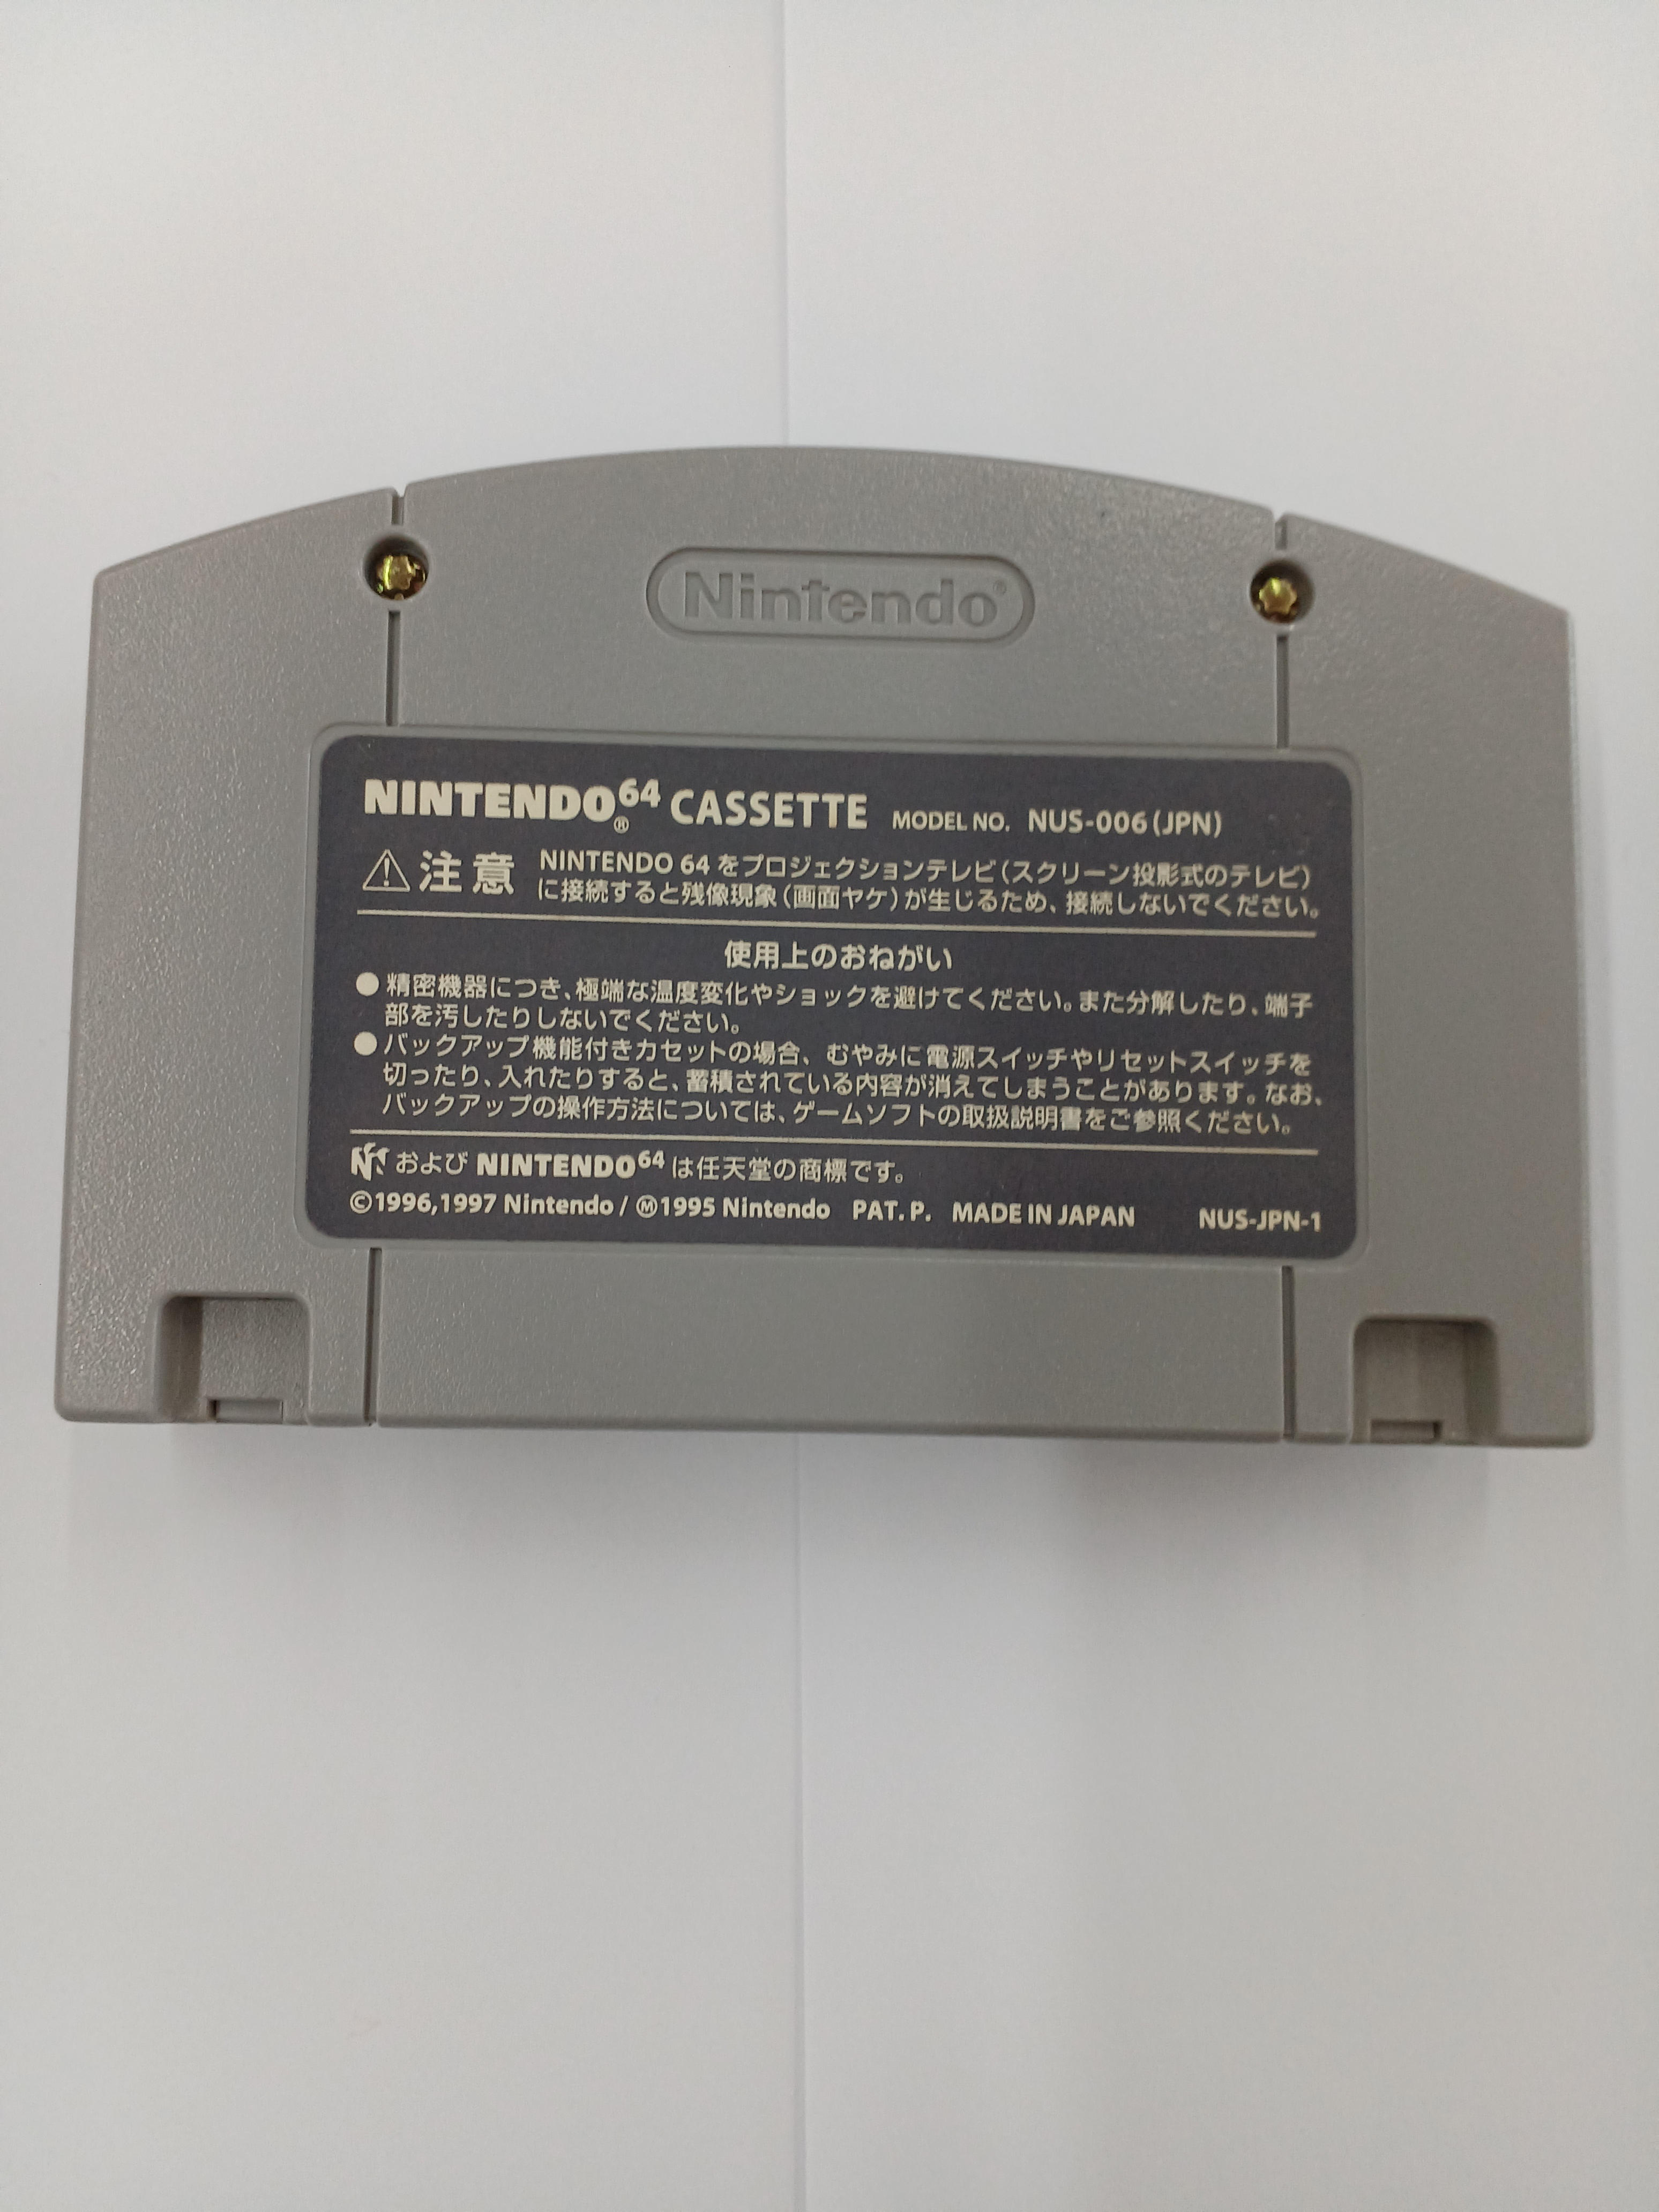 Nintendo®
NINTENDO64® CASSETTE MODEL NO. NUS-006(JPN)
⚠注意 NINTENDO 64 をプロジェクションテレビ(スクリーン投影式のテレビ)
に接続すると残像現象(画面ヤケ)が生じるため、接続しないでください。
使用上のおねがい
●精密機器につき、極端な温度変化やショックを避けてください。また分解したり、端子
部を汚したりしないでください。
●バックアップ機能付きカセットの場合、むやみに電源スイッチやリセットスイッチを
切ったり、入れたりすると、蓄積されている内容が消えてしまうことがあります。なお、
バックアップの操作方法については、ゲームソフトの取扱説明書をご参照ください。
および NINTENDO64 は任天堂の商標です。
©1996,1997 Nintendo / Ⓜ1995 Nintendo PAT. P. MADE IN JAPAN NUS-JPN-1